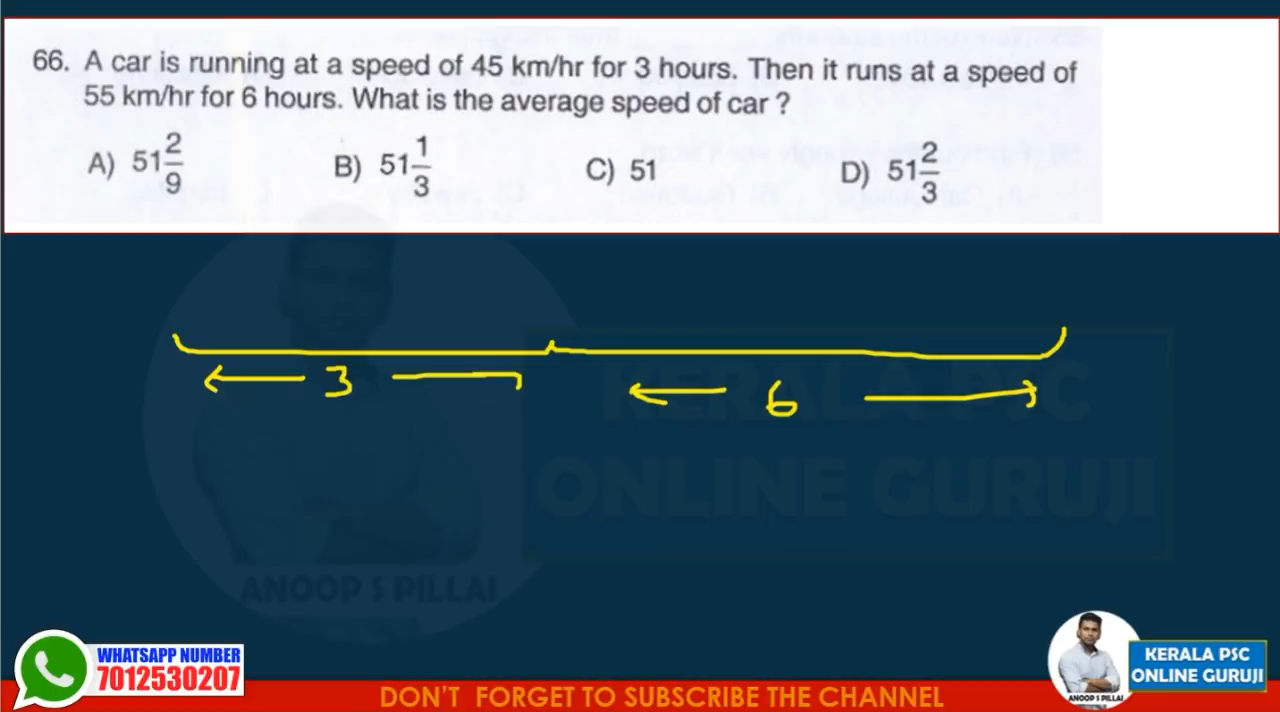 66. A car is running at a speed of 45 km/hr for 3 hours. Then it runs at a speed of
55 km/hr for 6 hours. What is the average speed of car ?
A) 51 2/9 B) 51 1/3 C) 51 D) 51 2/3
3 6
KERALA PSC
ONLINE GURUJI
ANOOP S PILLAI
WHATSAPP NUMBER
7012530207
DON'T FORGET TO SUBSCRIBE THE CHANNEL
ANOOP S PILLAI
KERALA PSC
ONLINE GURUJI